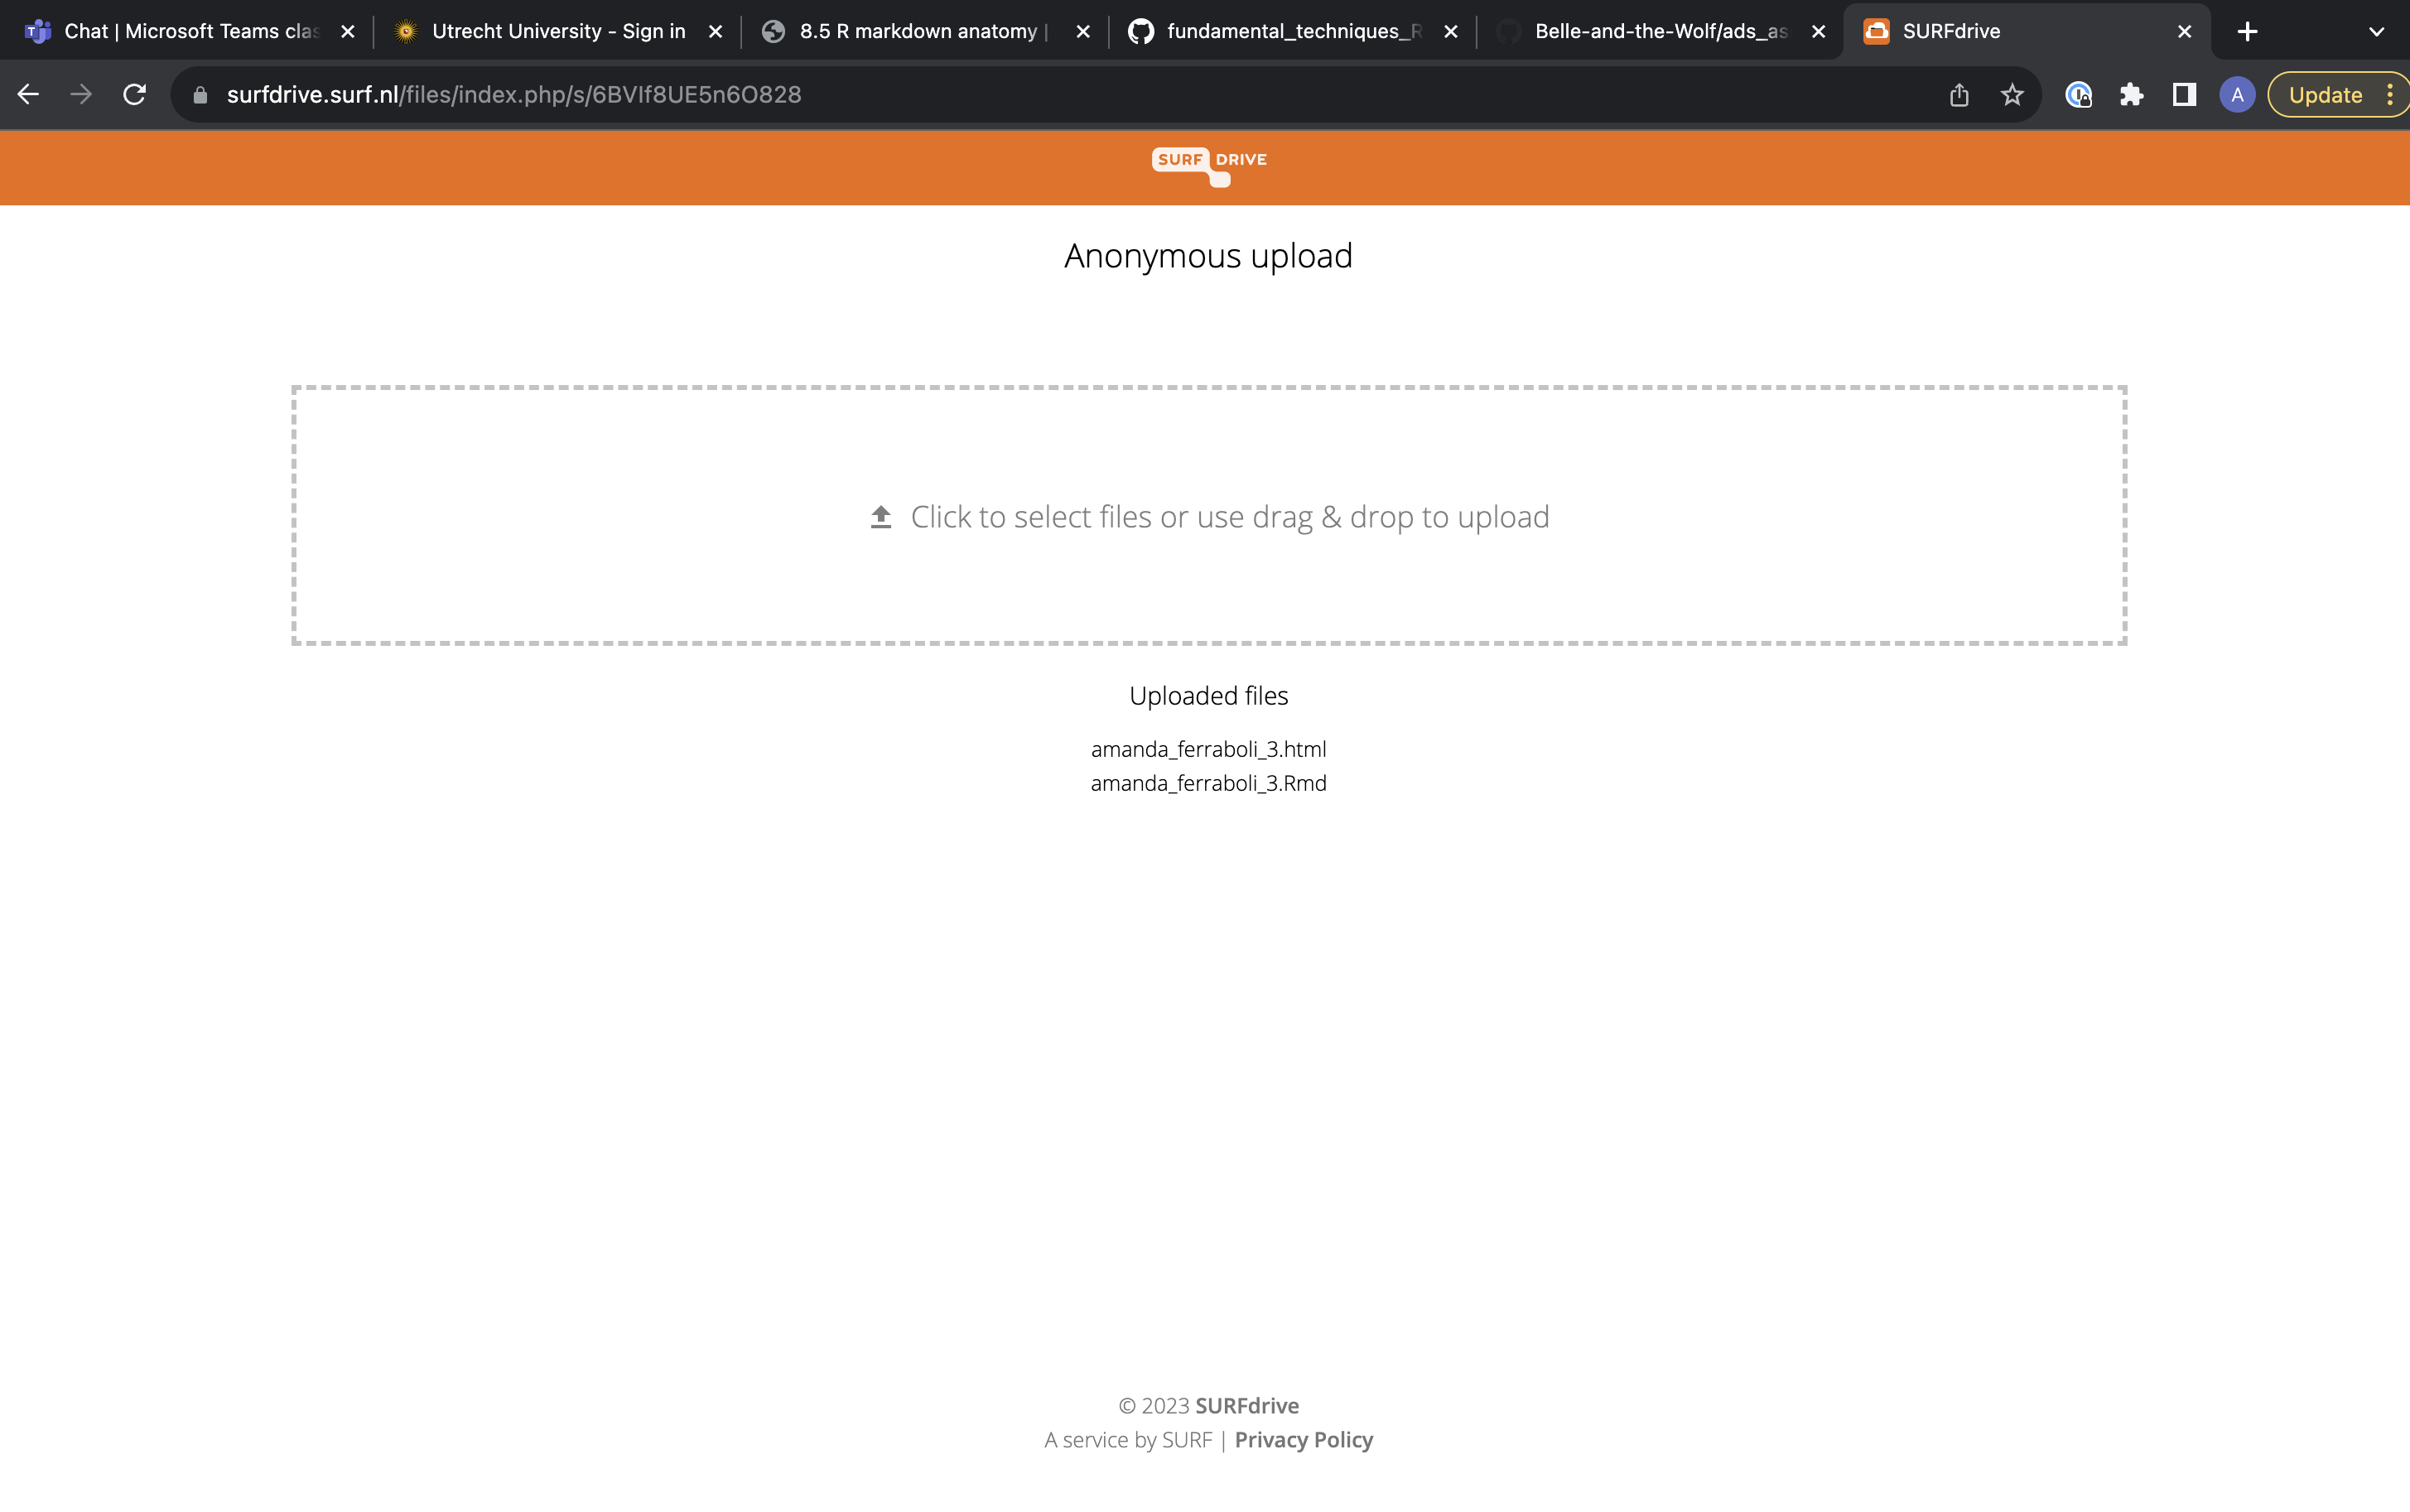 Chat | Microsoft Teams clas
Utrecht University - Sign in
8.5 R markdown anatomy |
fundamental_techniques_R
Belle-and-the-Wolf/ads_as
SURFdrive
surfdrive.surf.nl/files/index.php/s/6BVIf8UE5n6O828
A
Update
SURF DRIVE
Anonymous upload
Click to select files or use drag & drop to upload
Uploaded files
amanda_ferraboli_3.html
amanda_ferraboli_3.Rmd
© 2023 SURFdrive
A service by SURF | Privacy Policy